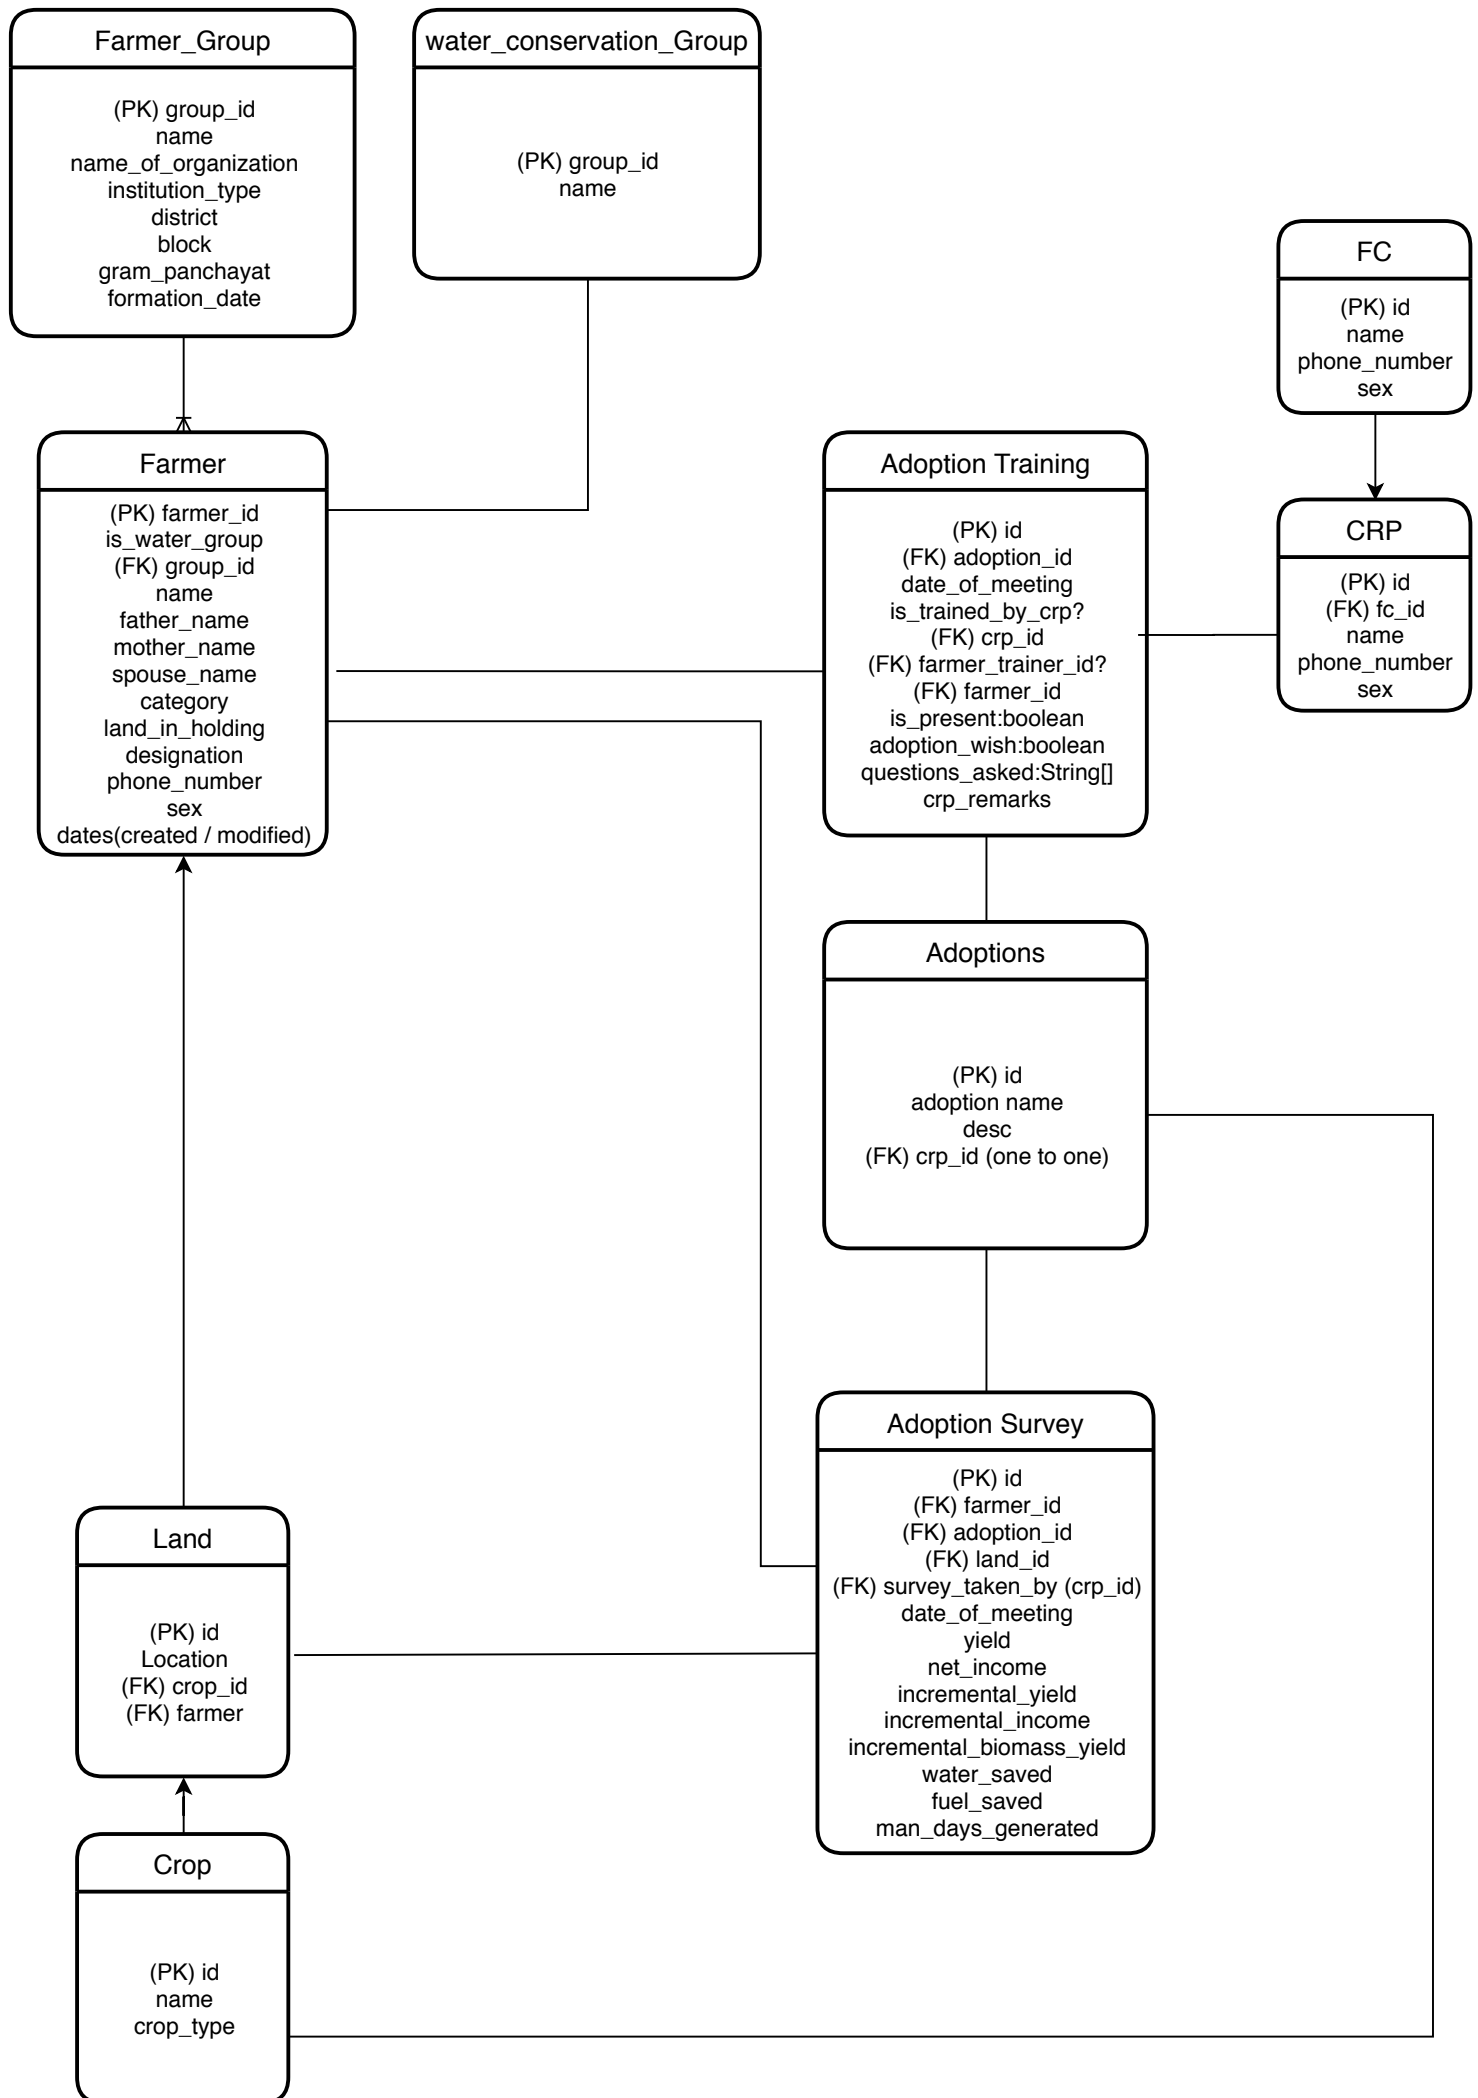 Farmer_Group
(PK) group_id
name
name_of_organization
institution_type
district
block
gram_panchayat
formation_date
water_conservation_Group
(PK) group_id
name
FC
(PK) id
name
phone_number
sex
Farmer
(PK) farmer_id
is_water_group
(FK) group_id
name
father_name
mother_name
spouse_name
category
land_in_holding
designation
phone_number
sex
dates(created / modified)
Adoption Training
(PK) id
(FK) adoption_id
date_of_meeting
is_trained_by_crp?
(FK) crp_id
(FK) farmer_trainer_id?
(FK) farmer_id
is_present:boolean
adoption_wish:boolean
questions_asked:String[]
crp_remarks
CRP
(PK) id
(FK) fc_id
name
phone_number
sex
Adoptions
(PK) id
adoption name
desc
(FK) crp_id (one to one)
Adoption Survey
(PK) id
(FK) farmer_id
(FK) adoption_id
(FK) land_id
(FK) survey_taken_by (crp_id)
date_of_meeting
yield
net_income
incremental_yield
incremental_income
incremental_biomass_yield
water_saved
fuel_saved
man_days_generated
Land
(PK) id
Location
(FK) crop_id
(FK) farmer
Crop
(PK) id
name
crop_type